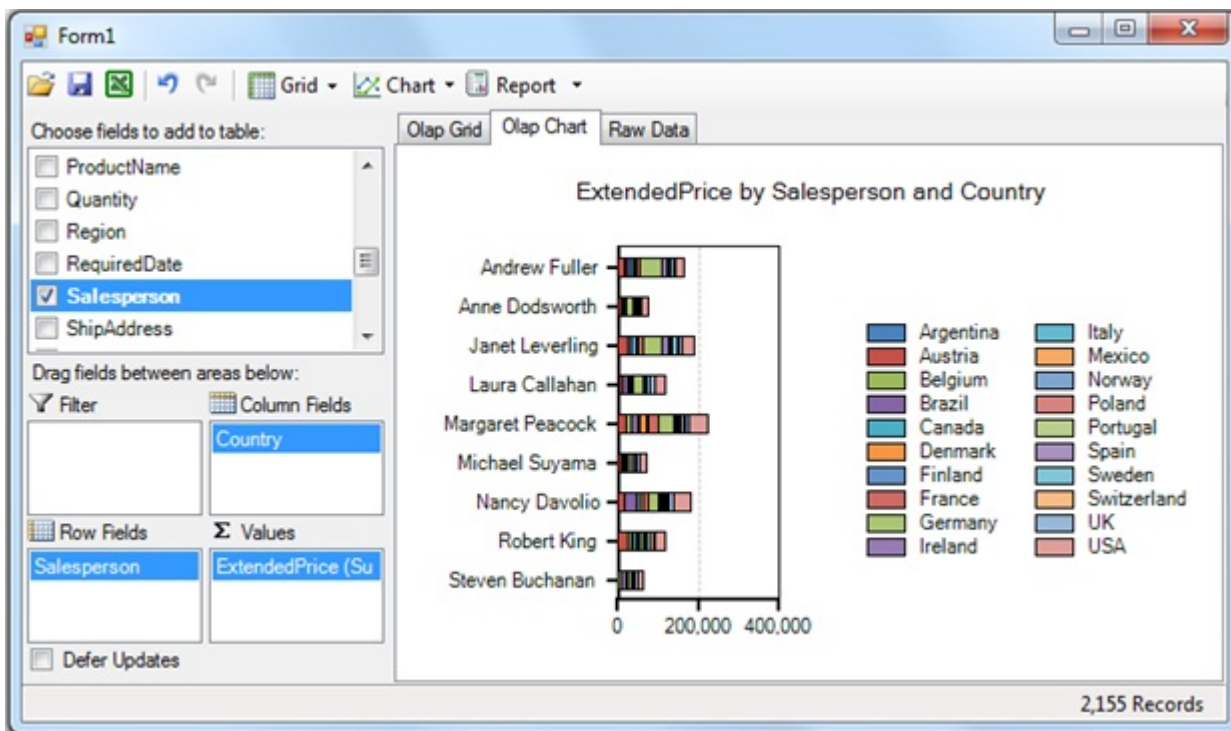 Form1
Grid Chart Report
Choose fields to add to table:
ProductName
Quantity
Region
RequiredDate
Salesperson
ShipAddress
Drag fields between areas below:
Filter Column Fields
Country
Row Fields Σ Values
Salesperson ExtendedPrice (Su
Defer Updates
Olap Grid Olap Chart Raw Data
ExtendedPrice by Salesperson and Country
Andrew Fuller
Anne Dodsworth
Janet Leverling
Laura Callahan
Margaret Peacock
Michael Suyama
Nancy Davolio
Robert King
Steven Buchanan
0 200,000 400,000
Argentina Italy
Austria Mexico
Belgium Norway
Brazil Poland
Canada Portugal
Denmark Spain
Finland Sweden
France Switzerland
Germany UK
Ireland USA
2,155 Records